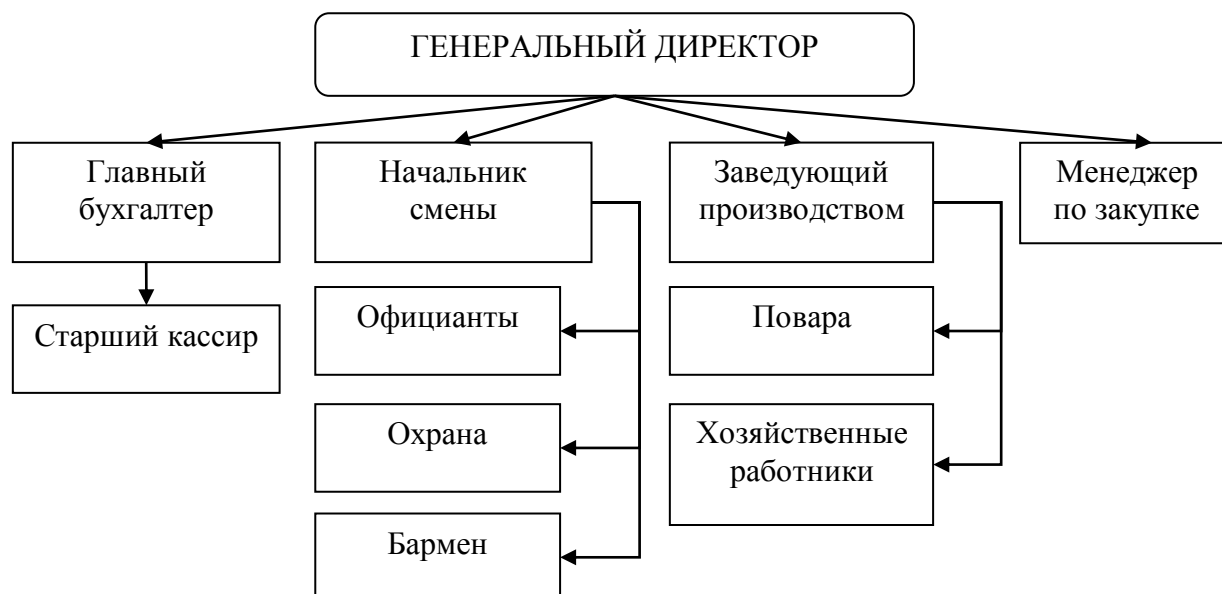 ГЕНЕРАЛЬНЫЙ ДИРЕКТОР
Главный
бухгалтер
Начальник
смены
Заведующий
производством
Менеджер
по закупке
Старший кассир
Официанты
Повара
Охрана
Хозяйственные
работники
Бармен